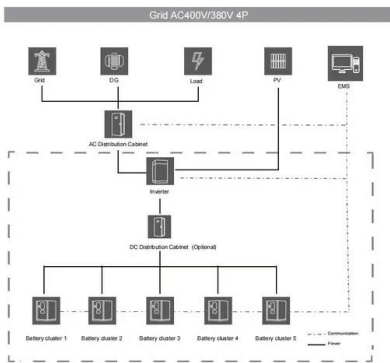 Grid AC400V/380V 4P
Grid
DG
Load
PV
EMS
AC Distribution Cabinet
Inverter
DC Distribution Cabinet (Optional)
Battery cluster 1
Battery cluster 2
Battery cluster 3
Battery cluster 4
Battery cluster 5
Communication
Power